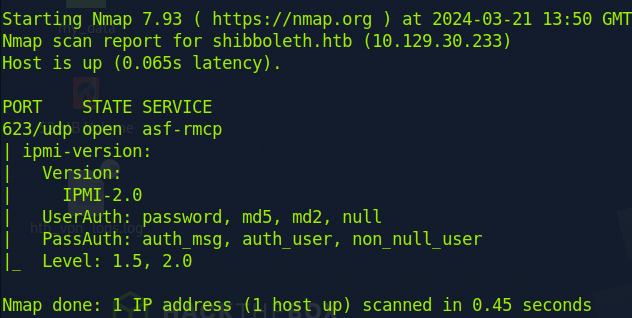 Starting Nmap 7.93 ( https://nmap.org ) at 2024-03-21 13:50 GMT
Nmap scan report for shibboleth.htb (10.129.30.233)
Host is up (0.065s latency).

PORT    STATE SERVICE
623/udp open  asf-rmcp
| ipmi-version:
|   Version:
|     IPMI-2.0
|   UserAuth: password, md5, md2, null
|   PassAuth: auth_msg, auth_user, non_null_user
|_  Level: 1.5, 2.0

Nmap done: 1 IP address (1 host up) scanned in 0.45 seconds